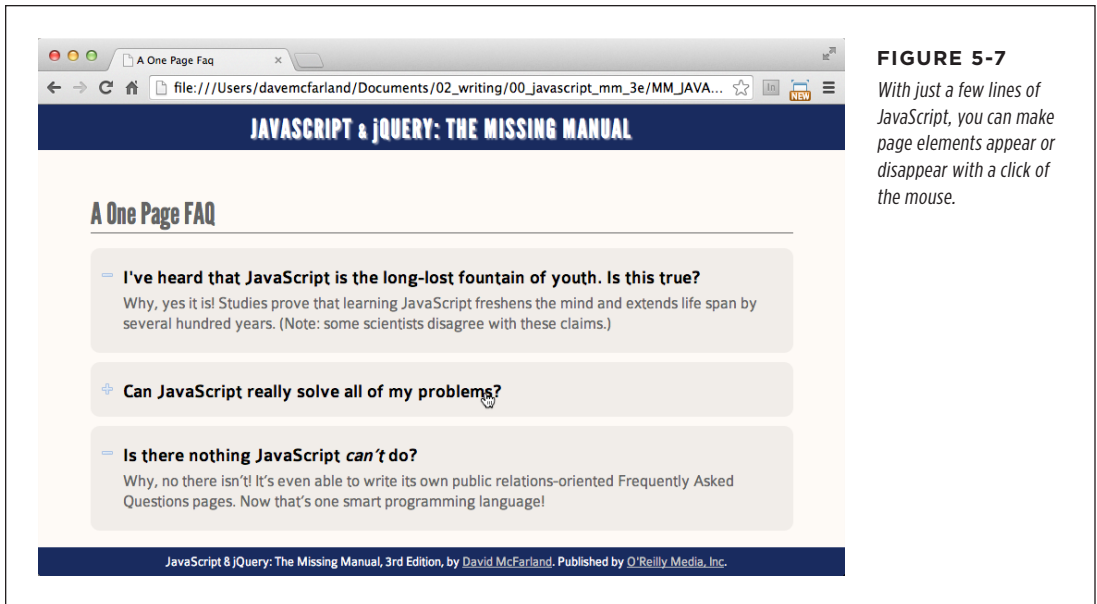 A One Page Faq
file:///Users/davemcfarland/Documents/02_writing/00_javascript_mm_3e/MM_JAVA...
in
NEW
JAVASCRIPT & jQUERY: THE MISSING MANUAL
A One Page FAQ
I've heard that JavaScript is the long-lost fountain of youth. Is this true?
Why, yes it is! Studies prove that learning JavaScript freshens the mind and extends life span by
several hundred years. (Note: some scientists disagree with these claims.)
Can JavaScript really solve all of my problems?
Is there nothing JavaScript can't do?
Why, no there isn't! It's even able to write its own public relations-oriented Frequently Asked
Questions pages. Now that's one smart programming language!
JavaScript & jQuery: The Missing Manual, 3rd Edition, by David McFarland. Published by O'Reilly Media, Inc.
FIGURE 5-7
With just a few lines of
JavaScript, you can make
page elements appear or
disappear with a click of
the mouse.